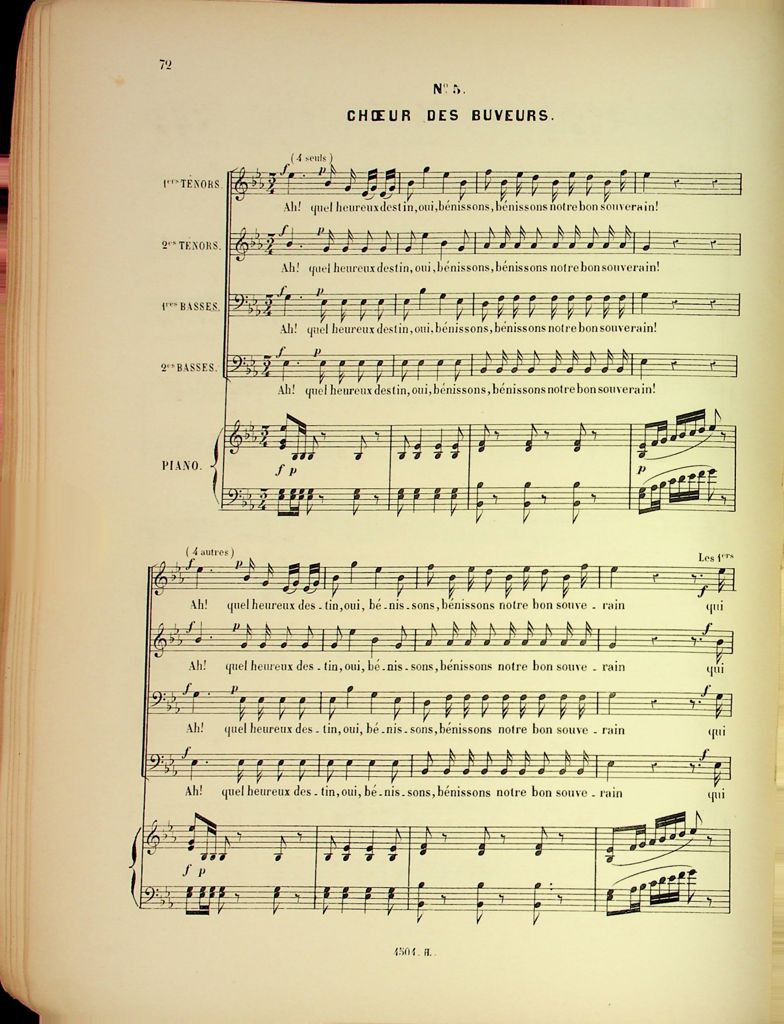 72
Nº 5.
CHŒUR DES BUVEURS.
(4 seuls)
1ers TÉNORS.
f p
Ah! quel heureux destin, oui, bénissons, bénissons notre bon souverain!
2es TÉNORS.
f p
Ah! quel heureux destin, oui, bénissons, bénissons notre bon souverain!
1res BASSES.
f p
Ah! quel heureux destin, oui, bénissons, bénissons notre bon souverain!
2es BASSES.
f p
Ah! quel heureux destin, oui, bénissons, bénissons notre bon souverain!
PIANO.
f p p
(4 autres) Les 1ers
f p f
Ah! quel heureux des - tin, oui, bé - nis - sons, bénissons notre bon souve - rain qui
f p f
Ah! quel heureux des - tin, oui, bé - nis - sons, bénissons notre bon souve - rain qui
f p f
Ah! quel heureux des - tin, oui, bé - nis - sons, bénissons notre bon souve - rain qui
f f
Ah! quel heureux des - tin, oui, bé - nis - sons, bénissons notre bon souve - rain qui
f p
4504. H.